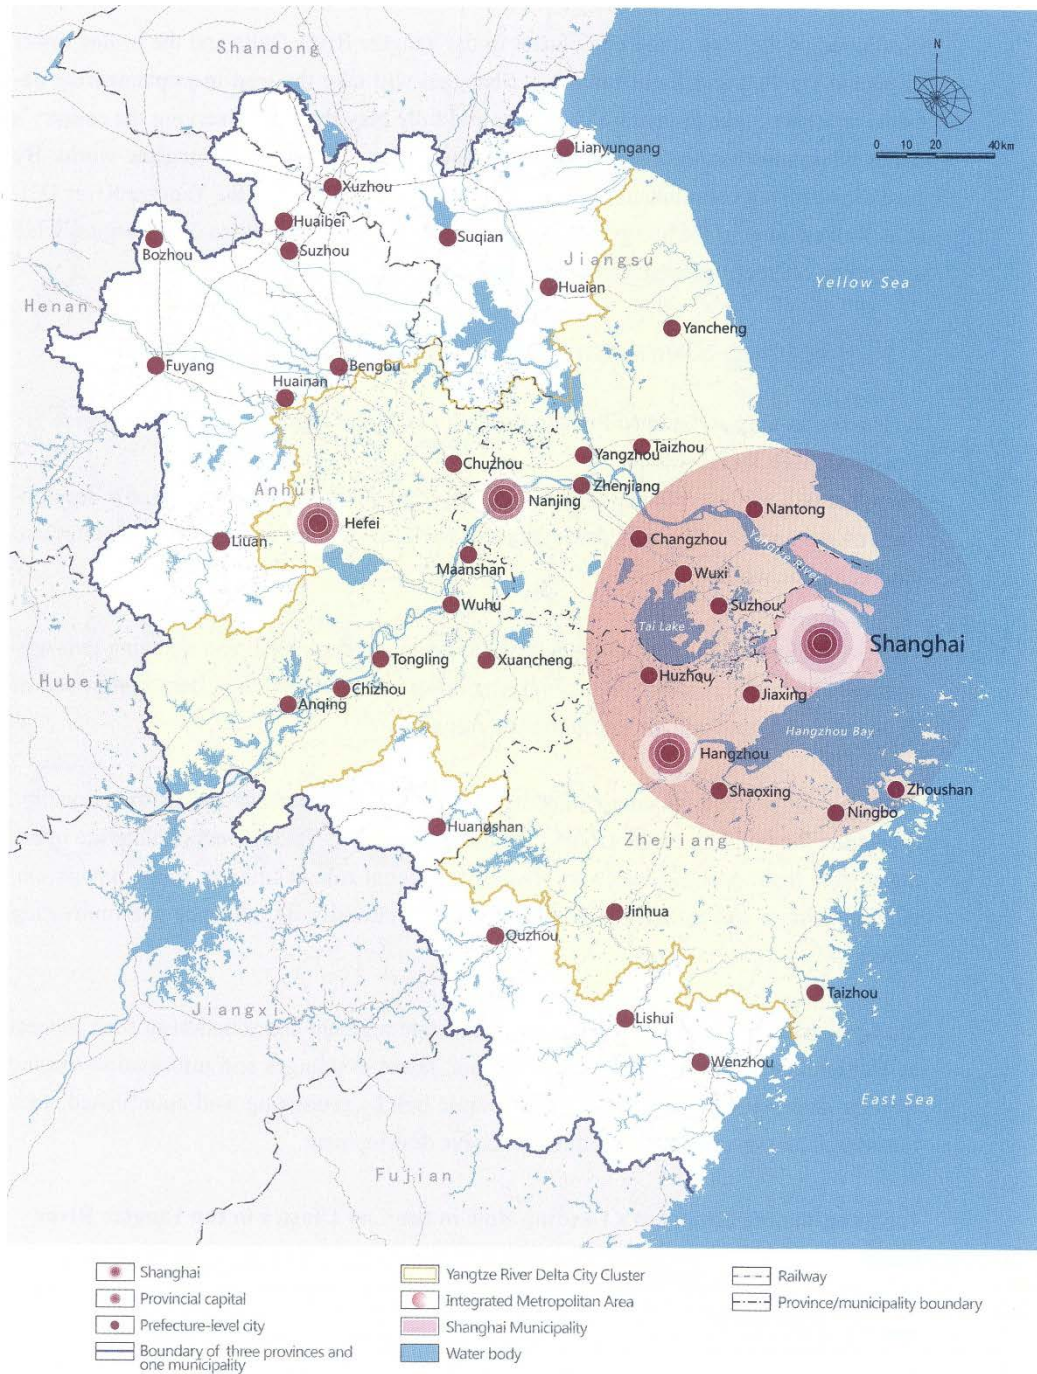 Shandong
N
0 10 20 40km
Lianyungang
Xuzhou
Huaibei
Bozhou
Suzhou
Suqian
Jiangsu
Huaian
Yellow Sea
Henan
Yancheng
Fuyang
Bengbu
Huainan
Taizhou
Yangzhou
Chuzhou
Zhenjiang
Anhui
Nanjing
Nantong
Hefei
Changzhou
Liuan
Yangtze River
Maanshan
Wuxi
Wuhu
Suzhou
Tai Lake
Shanghai
Tongling
Xuancheng
Hubei
Huzhou
Chizhou
Jiaxing
Anqing
Hangzhou Bay
Hangzhou
Shaoxing
Zhoushan
Ningbo
Huangshan
Zhejiang
Jinhua
Quzhou
Taizhou
Jiangxi
Lishui
Wenzhou
East Sea
Fujian
Shanghai
Provincial capital
Prefecture-level city
Boundary of three provinces and
one municipality
Yangtze River Delta City Cluster
Integrated Metropolitan Area
Shanghai Municipality
Water body
Railway
Province/municipality boundary